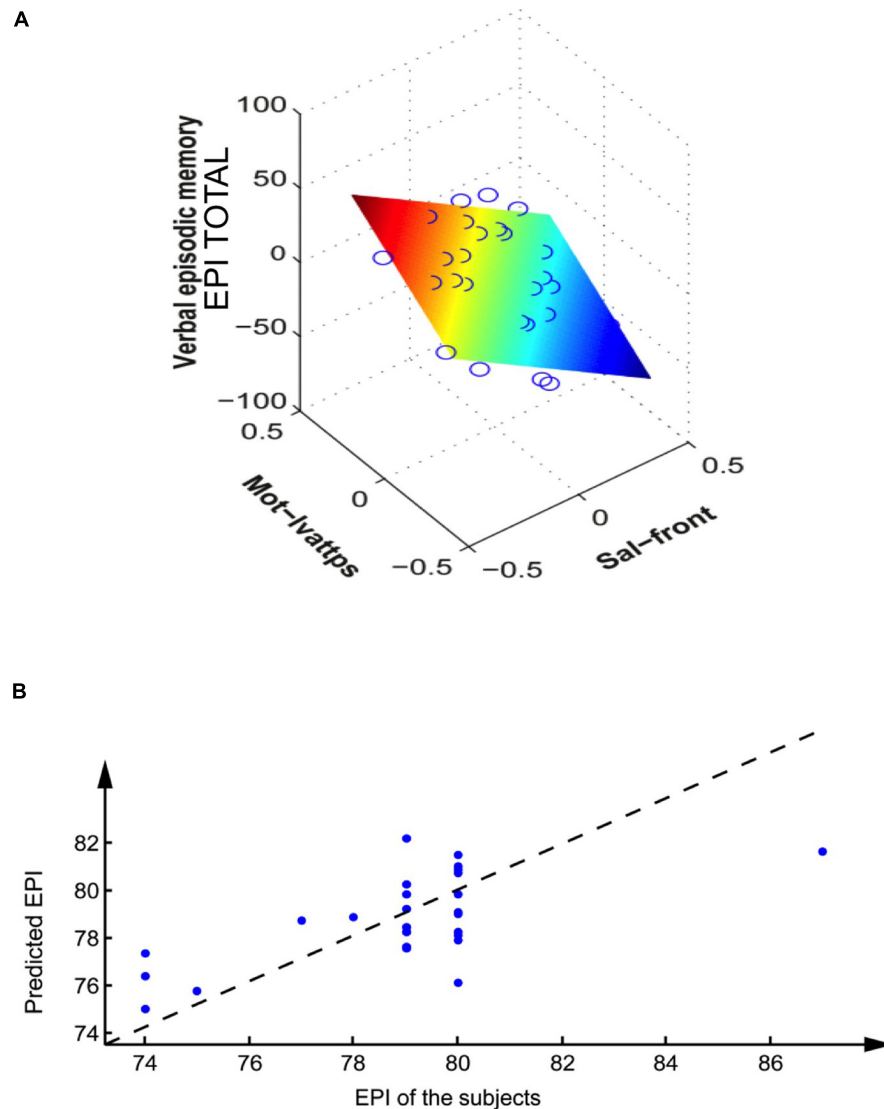 A
Verbal episodic memory
EPI TOTAL
100
50
0
−50
−100
0.5
0
−0.5
Mot−lvattps
−0.5
0
0.5
Sal−front
B
Predicted EPI
82
80
78
76
74
74 76 78 80 82 84 86
EPI of the subjects